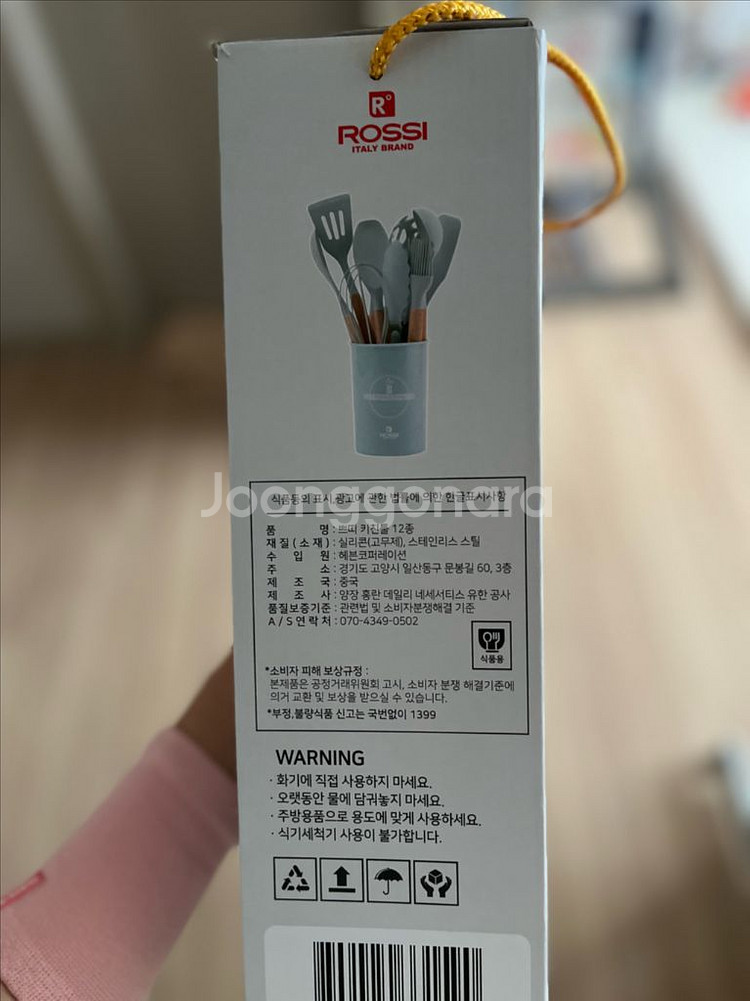 R
ROSSI
ITALY BRAND
Joonggonara
식품등의 표시,광고에 관한 법률에 의한 한글표시사항
품 명 : 쁘띠 키친툴 12종
재 질 ( 소 재 ) : 실리콘(고무제), 스테인리스 스틸
수 입 원 : 헤븐코퍼레이션
주 소 : 경기도 고양시 일산동구 문봉길 60, 3층
제 조 국 : 중국
제 조 사 : 양장 홍란 데일리 네세서티스 유한 공사
품질보증기준 : 관련법 및 소비자분쟁해결 기준
A / S 연 락 처 : 070-4349-0502
식품용
*소비자 피해 보상규정 :
본제품은 공정거래위원회 고시, 소비자 분쟁 해결기준에
의거 교환 및 보상을 받으실 수 있습니다.
*부정,불량식품 신고는 국번없이 1399
WARNING
· 화기에 직접 사용하지 마세요.
· 오랫동안 물에 담궈놓지 마세요.
· 주방용품으로 용도에 맞게 사용하세요.
· 식기세척기 사용이 불가합니다.